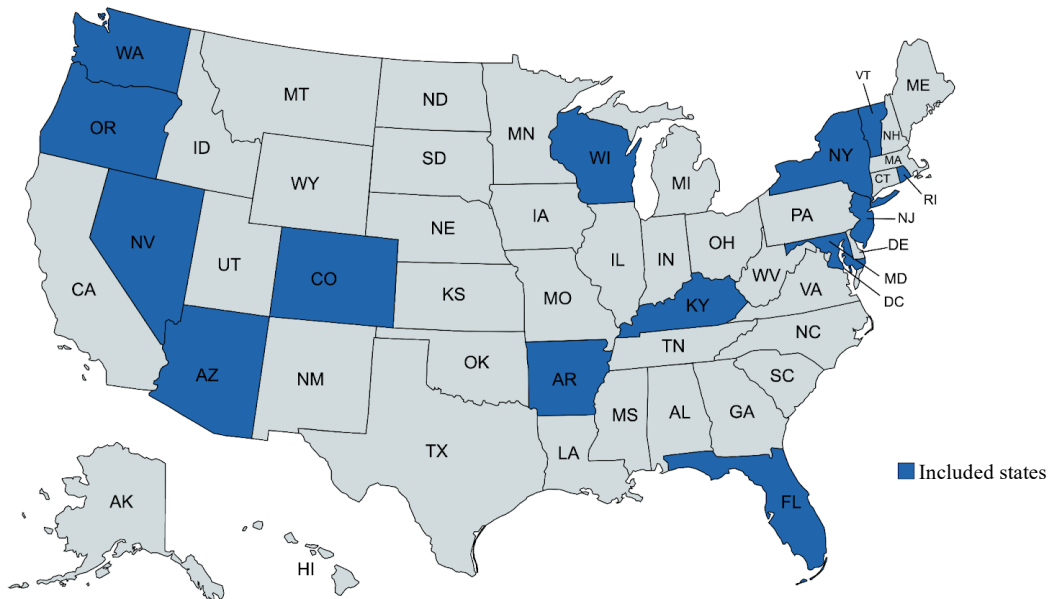 WA
VT
ME
MT
ND
OR
MN
NH
ID
WI
NY
MA
SD
CT
WY
MI
RI
PA
NJ
IA
NE
NV
OH
DE
UT
IL
IN
CO
WV
MD
CA
KS
MO
VA
DC
KY
NC
TN
OK
AZ
NM
AR
SC
MS
AL
GA
TX
LA
Included states
AK
FL
HI